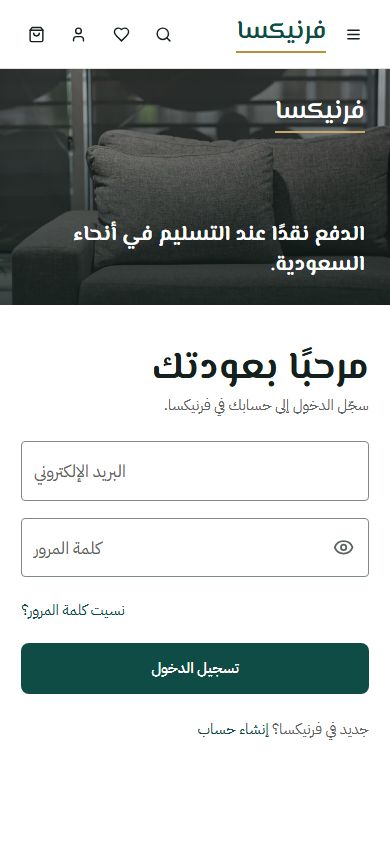 فرنيكسا
فرنيكسا
الدفع نقدًا عند التسليم في أنحاء
السعودية.
مرحبًا بعودتك
سجّل الدخول إلى حسابك في فرنيكسا.
البريد الإلكتروني
كلمة المرور
نسيت كلمة المرور؟
تسجيل الدخول
جديد في فرنيكسا؟ إنشاء حساب